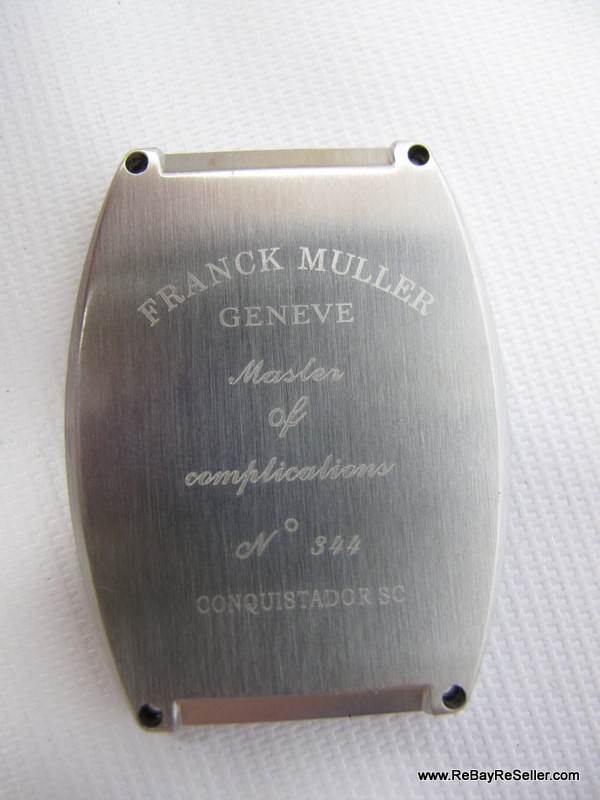 FRANCK MULLER
GENEVE
Master
of
complications
N° 344
CONQUISTADOR SC
www.ReBayReSeller.com